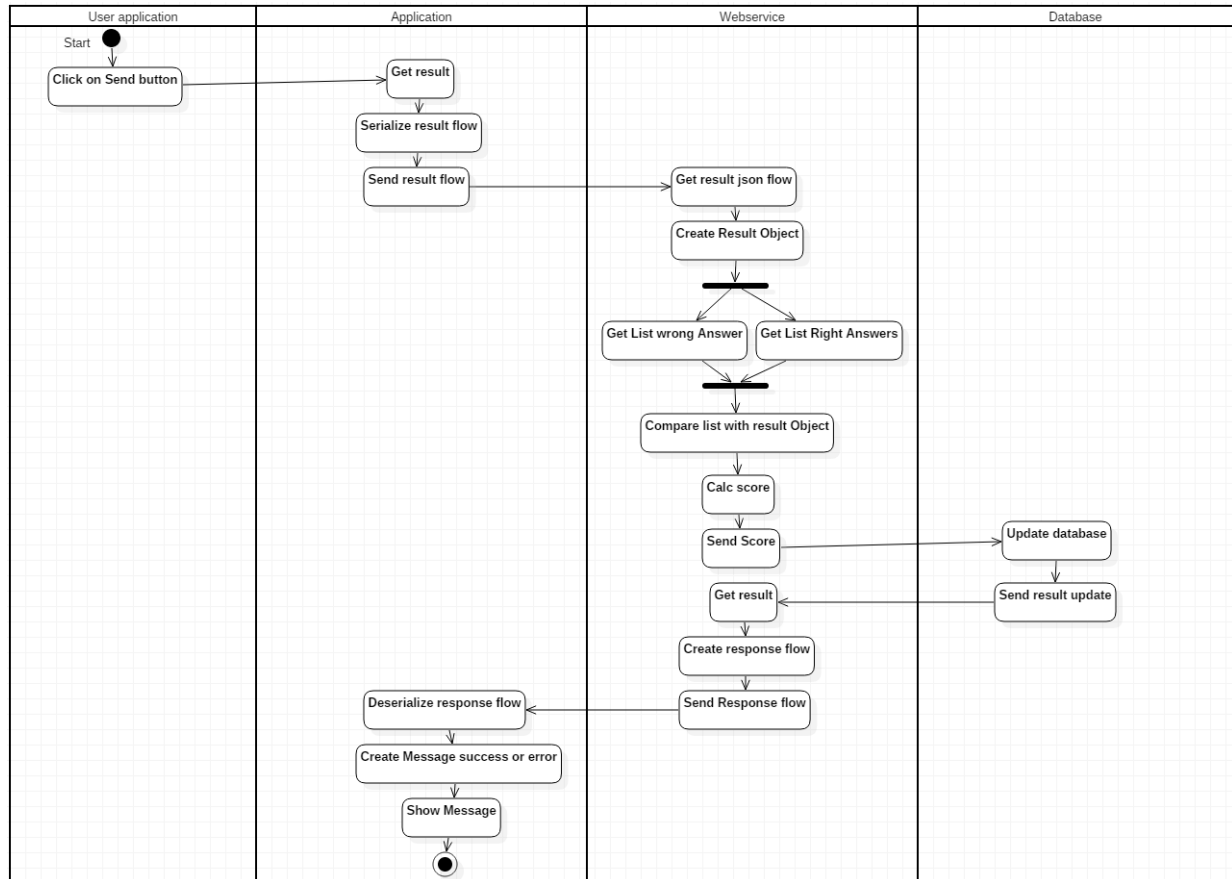 User application
Application
Webservice
Database
Start
Click on Send button
Get result
Serialize result flow
Send result flow
Get result json flow
Create Result Object
Get List wrong Answer
Get List Right Answers
Compare list with result Object
Calc score
Send Score
Update database
Send result update
Get result
Create response flow
Send Response flow
Deserialize response flow
Create Message success or error
Show Message